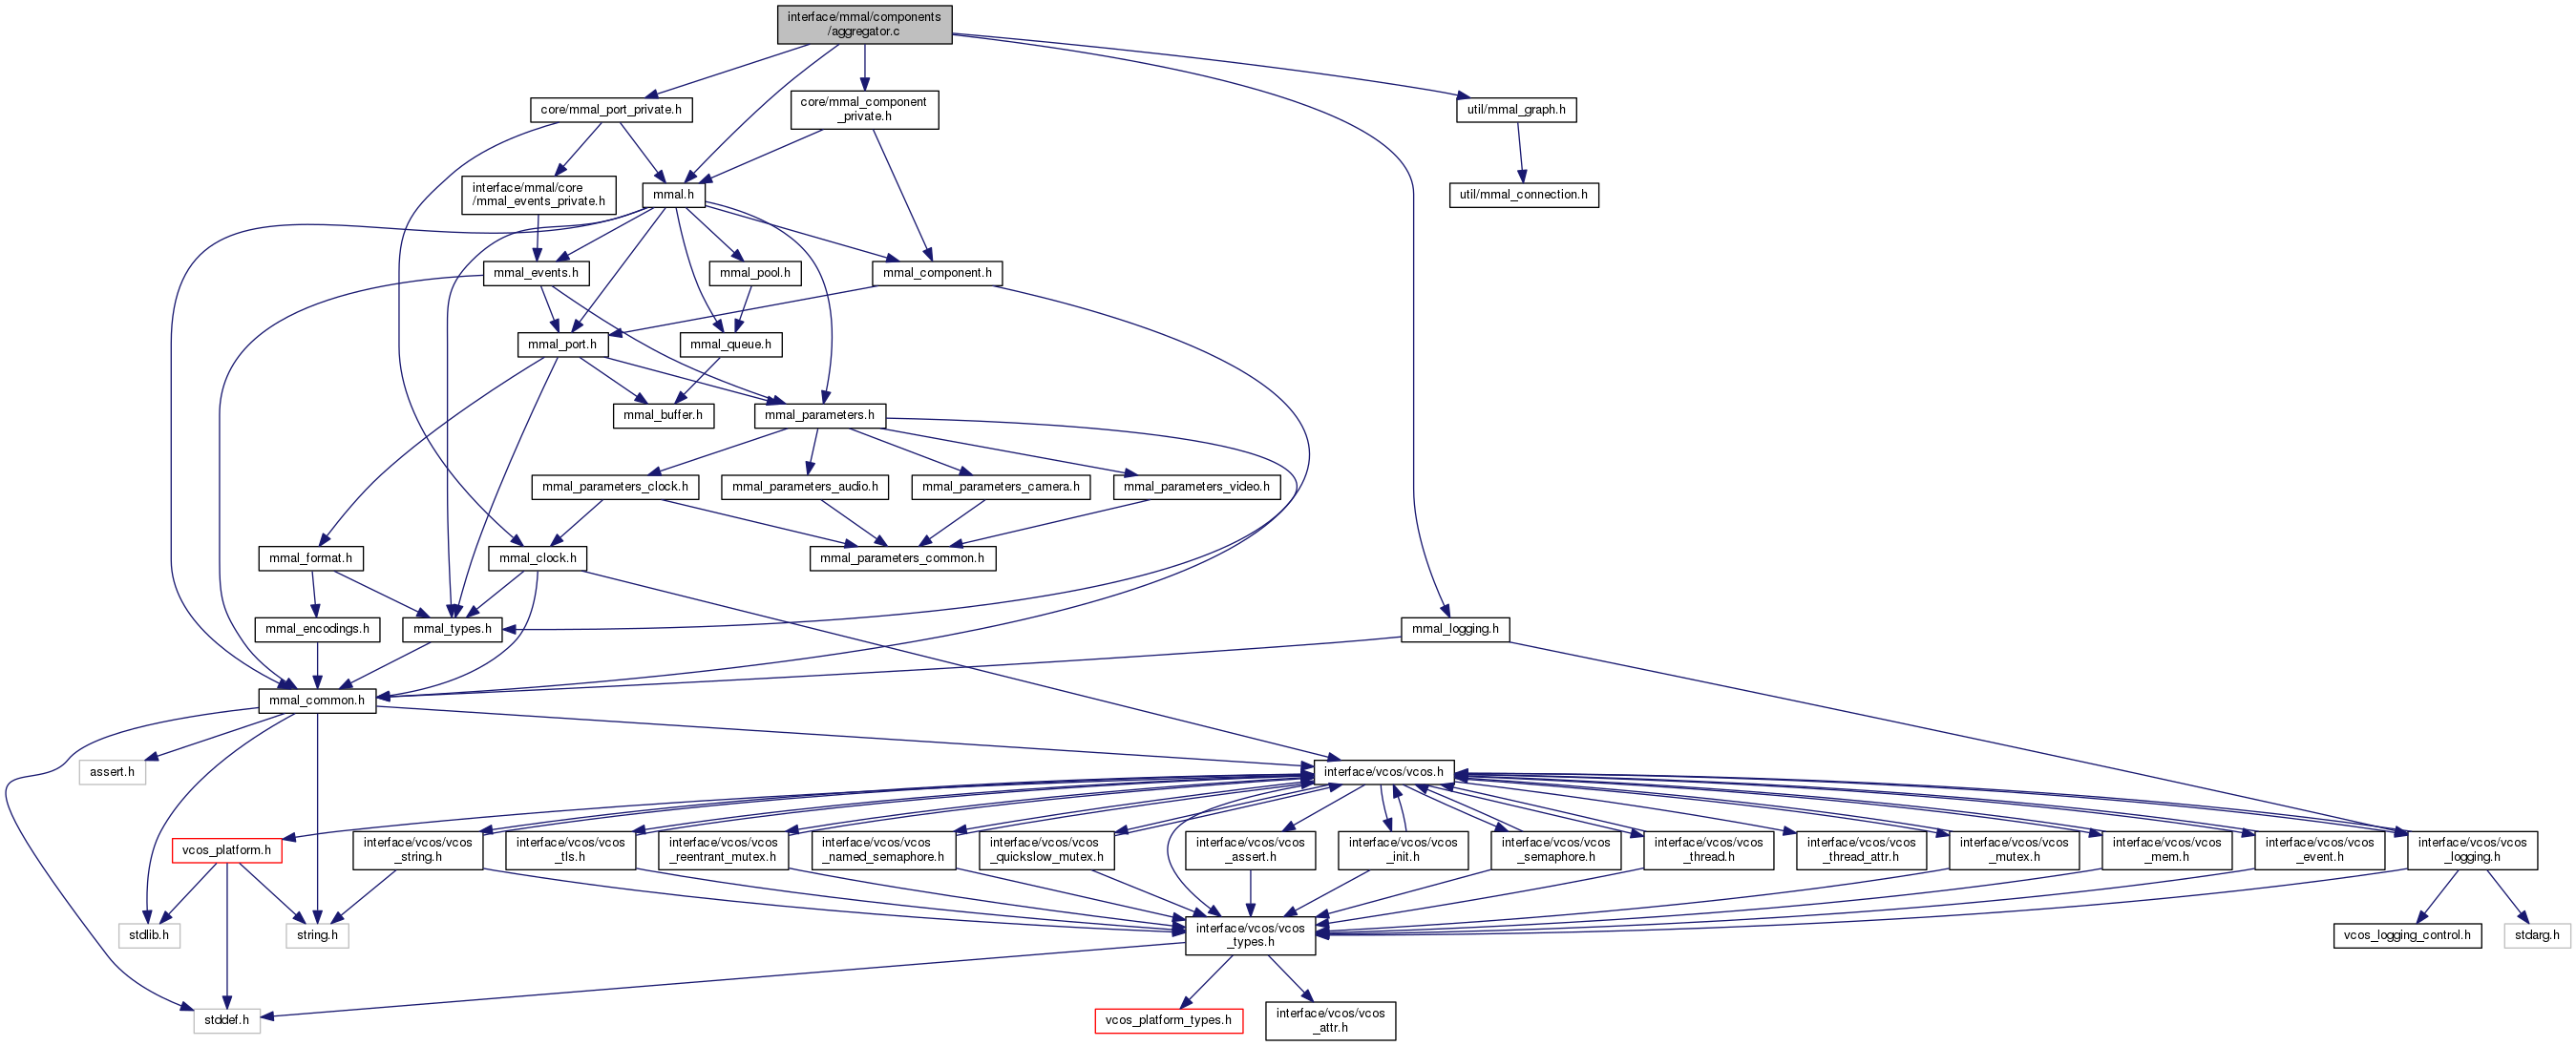 interface/mmal/components
/aggregator.c
core/mmal_port_private.h
core/mmal_component
_private.h
util/mmal_graph.h
interface/mmal/core
/mmal_events_private.h
mmal.h
util/mmal_connection.h
mmal_events.h
mmal_pool.h
mmal_component.h
mmal_port.h
mmal_queue.h
mmal_buffer.h
mmal_parameters.h
mmal_parameters_clock.h
mmal_parameters_audio.h
mmal_parameters_camera.h
mmal_parameters_video.h
mmal_format.h
mmal_clock.h
mmal_parameters_common.h
mmal_encodings.h
mmal_types.h
mmal_logging.h
mmal_common.h
assert.h
interface/vcos/vcos.h
vcos_platform.h
interface/vcos/vcos
_string.h
interface/vcos/vcos
_tls.h
interface/vcos/vcos
_reentrant_mutex.h
interface/vcos/vcos
_named_semaphore.h
interface/vcos/vcos
_quickslow_mutex.h
interface/vcos/vcos
_assert.h
interface/vcos/vcos
_init.h
interface/vcos/vcos
_semaphore.h
interface/vcos/vcos
_thread.h
interface/vcos/vcos
_thread_attr.h
interface/vcos/vcos
_mutex.h
interface/vcos/vcos
_mem.h
interface/vcos/vcos
_event.h
interface/vcos/vcos
_logging.h
stdlib.h
string.h
interface/vcos/vcos
_types.h
vcos_logging_control.h
stdarg.h
stddef.h
vcos_platform_types.h
interface/vcos/vcos
_attr.h